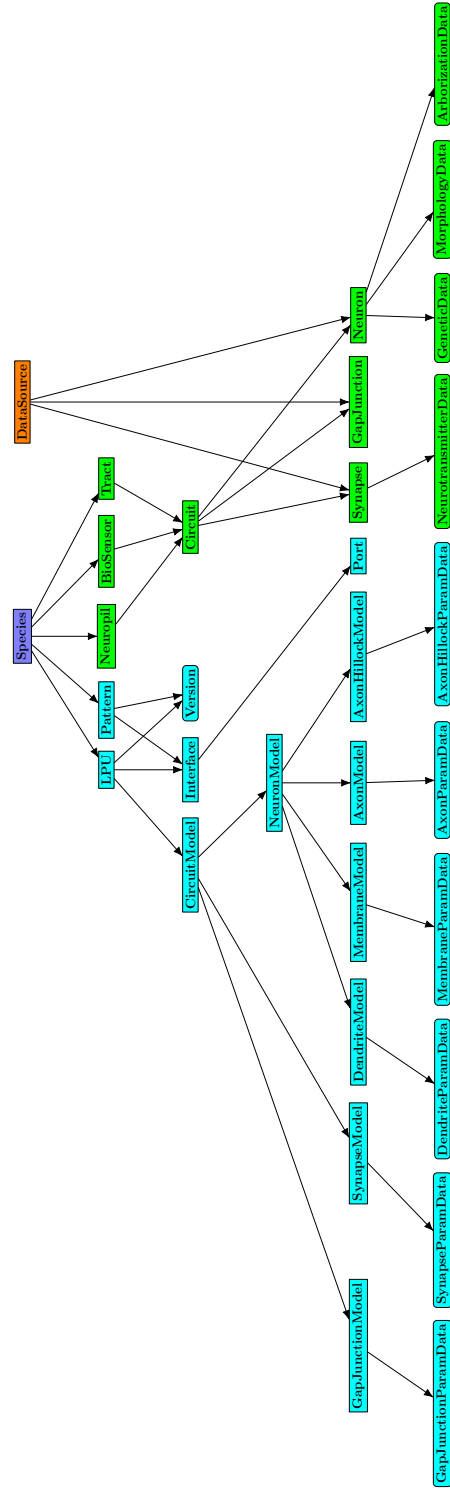 Species
DataSource
LPU
Pattern
Neuropil
BioSensor
Tract
CircuitModel
Interface
Version
Circuit
NeuronModel
GapJunctionModel
SynapseModel
DendriteModel
MembraneModel
AxonModel
AxonHillockModel
Port
Synapse
GapJunction
Neuron
GapJunctionParamData
SynapseParamData
DendriteParamData
MembraneParamData
AxonParamData
AxonHillockParamData
NeurotransmitterData
GeneticData
MorphologyData
ArborizationData